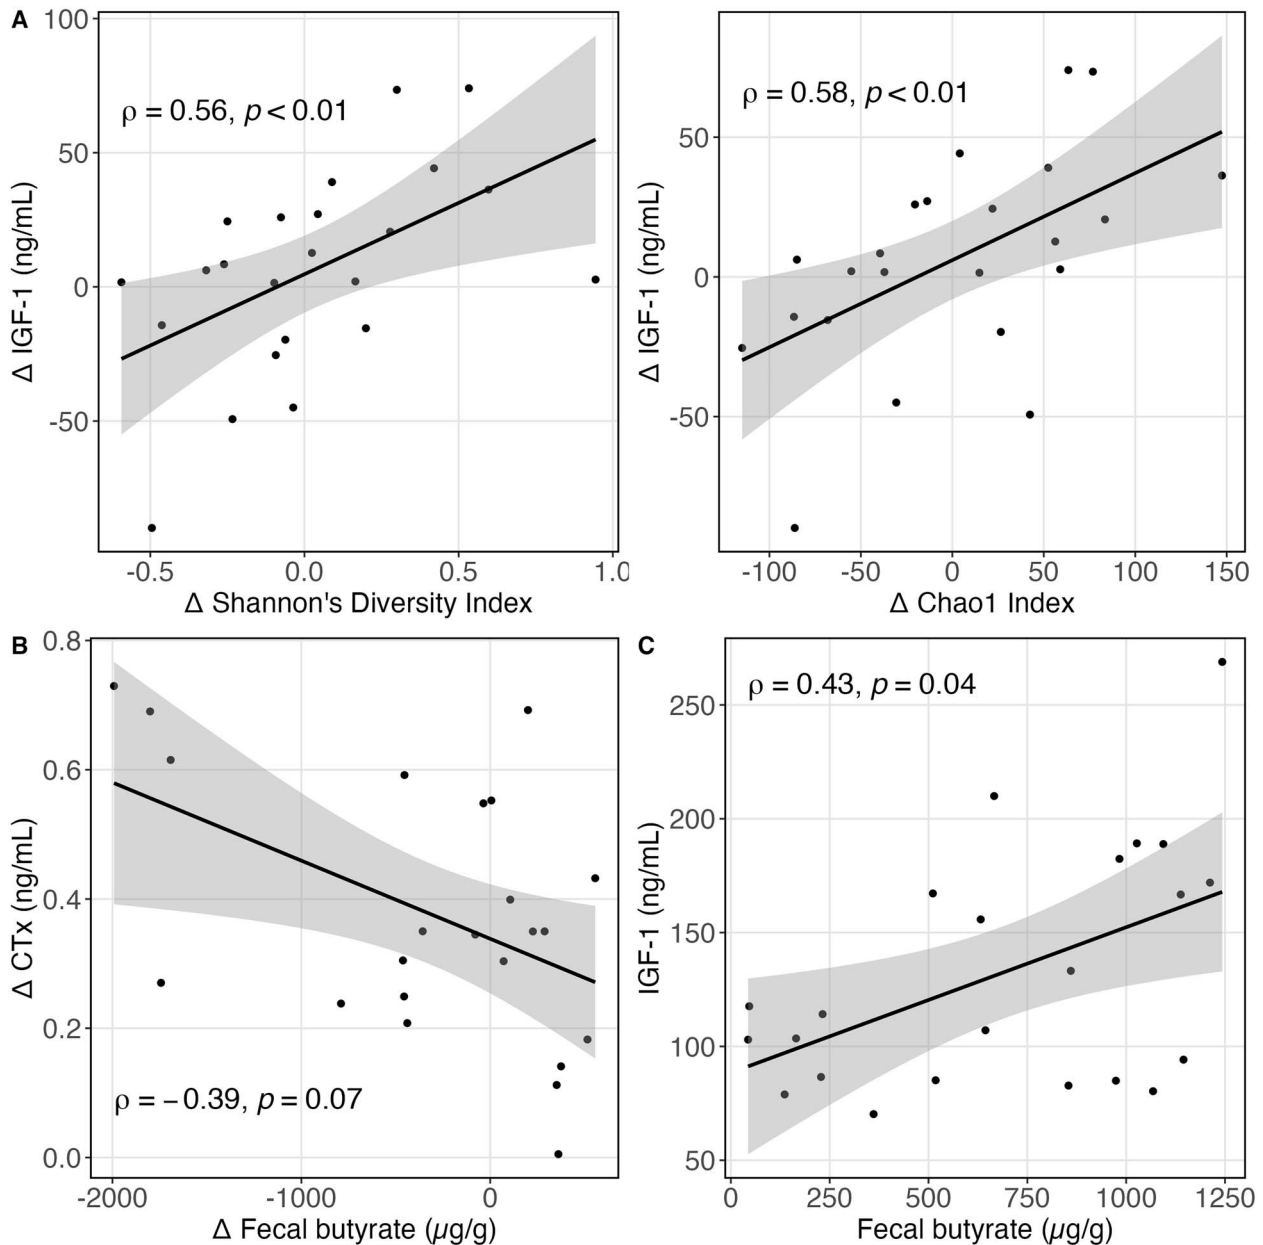 A
100
50
0
-50
Δ IGF-1 (ng/mL)
ρ = 0.56, p < 0.01
-0.5 0.0 0.5 1.0
Δ Shannon's Diversity Index
50
0
-50
Δ IGF-1 (ng/mL)
ρ = 0.58, p < 0.01
-100 -50 0 50 100 150
Δ Chao1 Index
B
0.8
0.6
0.4
0.2
0.0
Δ CTx (ng/mL)
ρ = −0.39, p = 0.07
-2000 -1000 0
Δ Fecal butyrate (μg/g)
C
250
200
150
100
50
IGF-1 (ng/mL)
ρ = 0.43, p = 0.04
0 250 500 750 1000 1250
Fecal butyrate (μg/g)